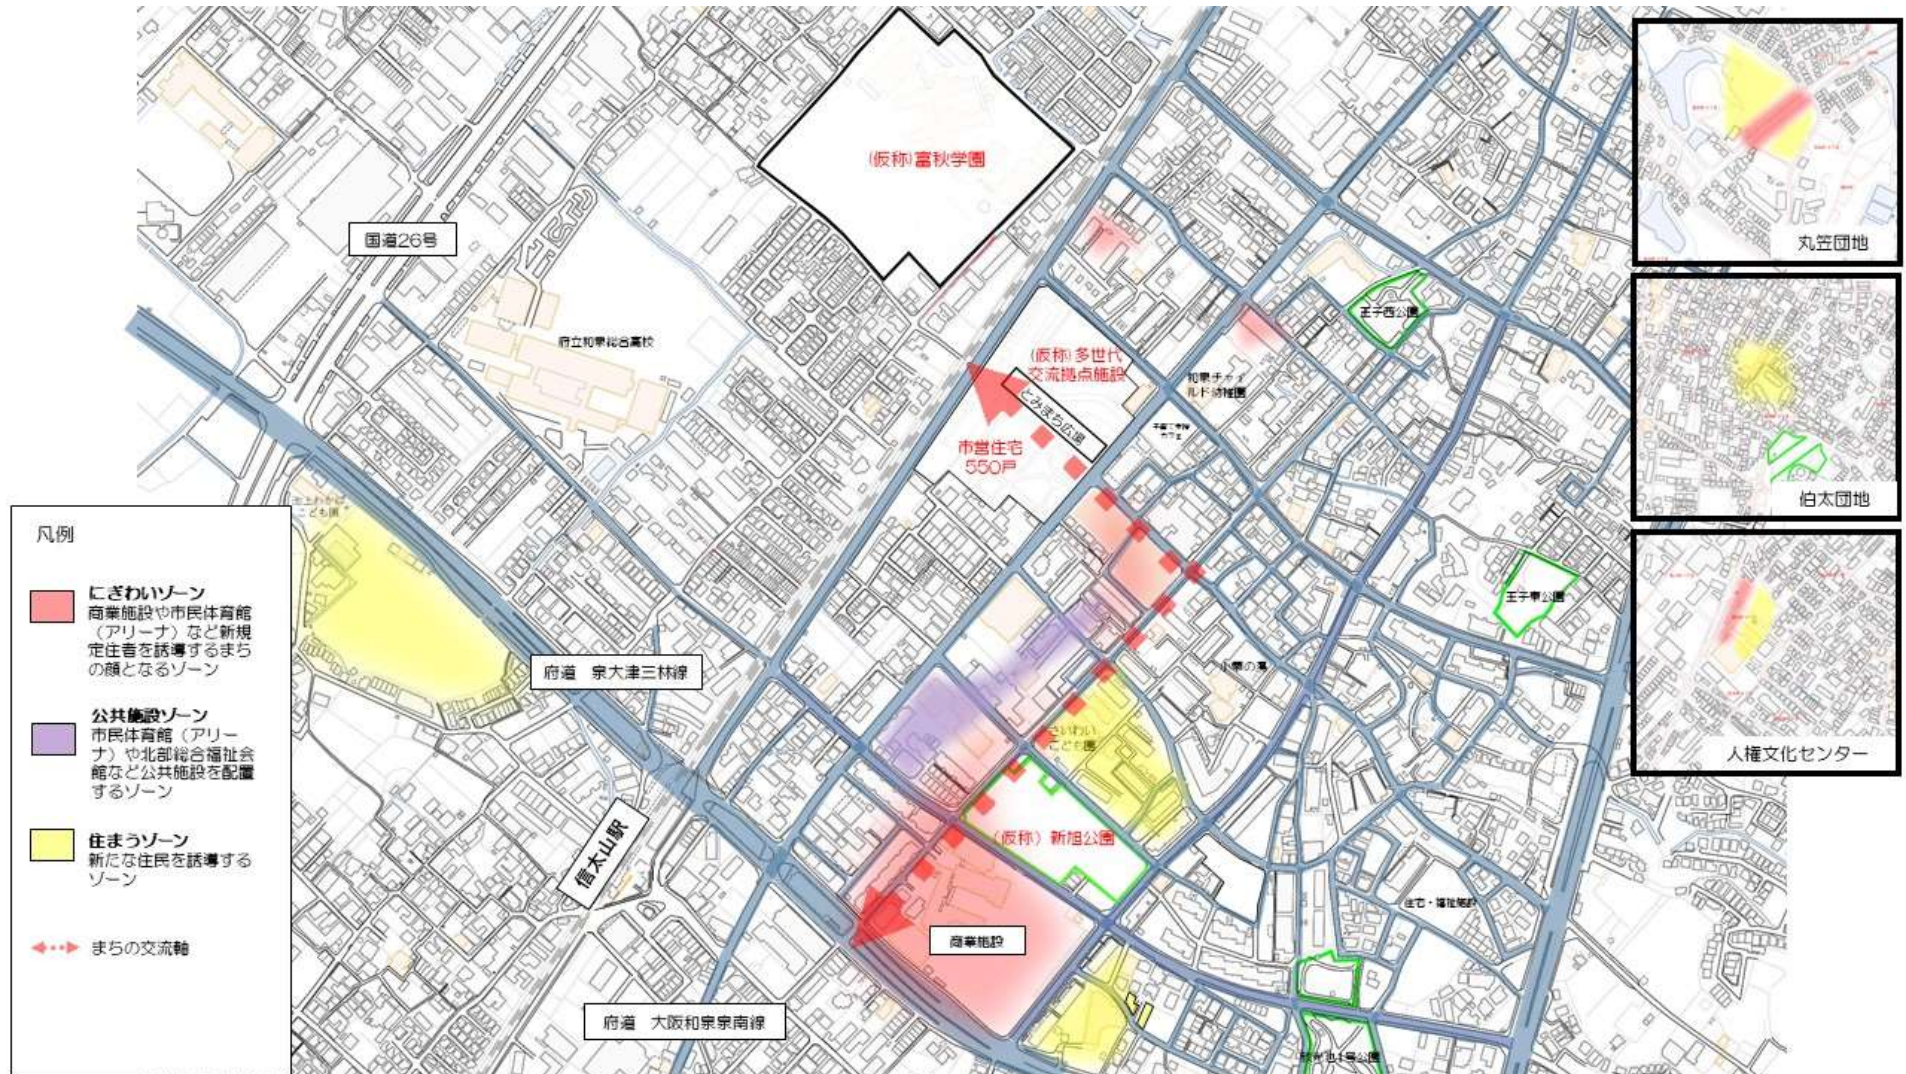 (仮称)富秋学園
国道26号
府立和泉総合高校
(仮称)多世代
交流拠点施設
とみまち広場
市営住宅
550戸
王子西公園
和泉チャイ
ルド幼稚園
丸笠団地
伯太団地
人権文化センター
王子東公園
小栗の湯
さいわい
こども園
(仮称)新旭公園
府道 泉大津三林線
信太山駅
商業施設
府道 大阪和泉泉南線
住宅・福祉施設
こども園
凡例
にぎわいゾーン
商業施設や市民体育館
(アリーナ)など新規
定住者を誘導するまち
の顔となるゾーン
公共施設ゾーン
市民体育館(アリー
ナ)や北部総合福祉会
館など公共施設を配置
するゾーン
住まうゾーン
新たな住民を誘導する
ゾーン
まちの交流軸